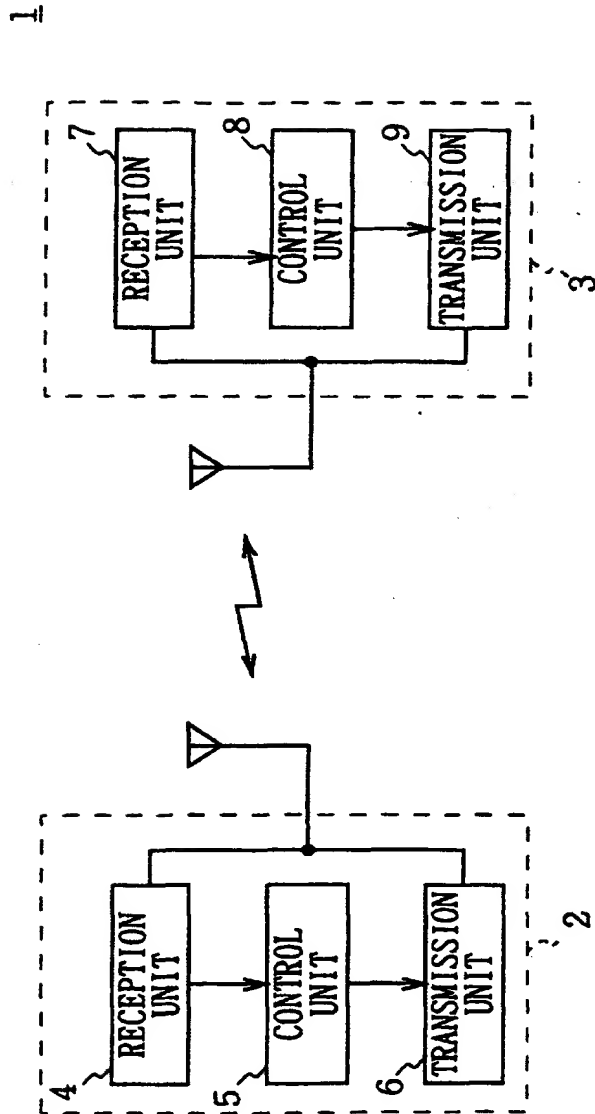 1
4
RECEPTION
UNIT
5
CONTROL
UNIT
6
TRANSMISSION
UNIT
2
7
RECEPTION
UNIT
8
CONTROL
UNIT
9
TRANSMISSION
UNIT
3